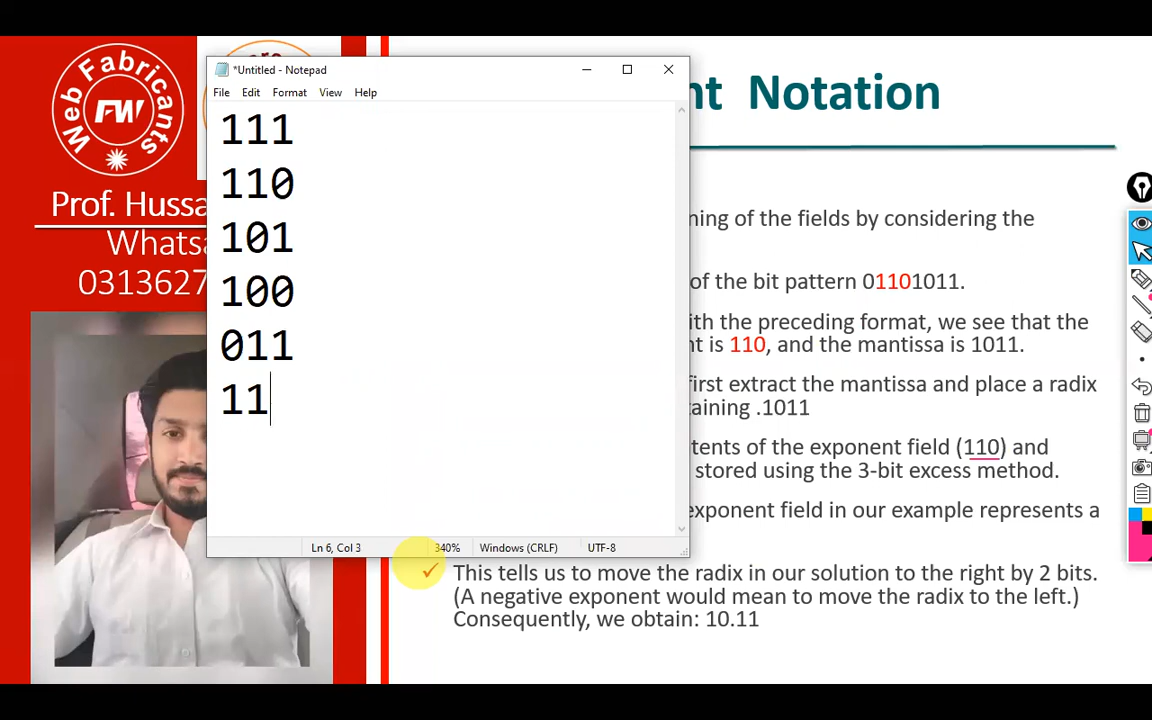 Web Fabricants
FW
*Untitled - Notepad
File Edit Format View Help
111
110
101
100
011
11
Ln 6, Col 3 340% Windows (CRLF) UTF-8
Notation
Prof.
0313627
ning of the fields by considering the
of the bit pattern 01101011.
ith the preceding format, we see that the
nt is 110, and the mantissa is 1011.
first extract the mantissa and place a radix
taining .1011
tents of the exponent field (110) and
stored using the 3-bit excess method.
exponent field in our example represents a
✓ This tells us to move the radix in our solution to the right by 2 bits.
(A negative exponent would mean to move the radix to the left.)
Consequently, we obtain: 10.11